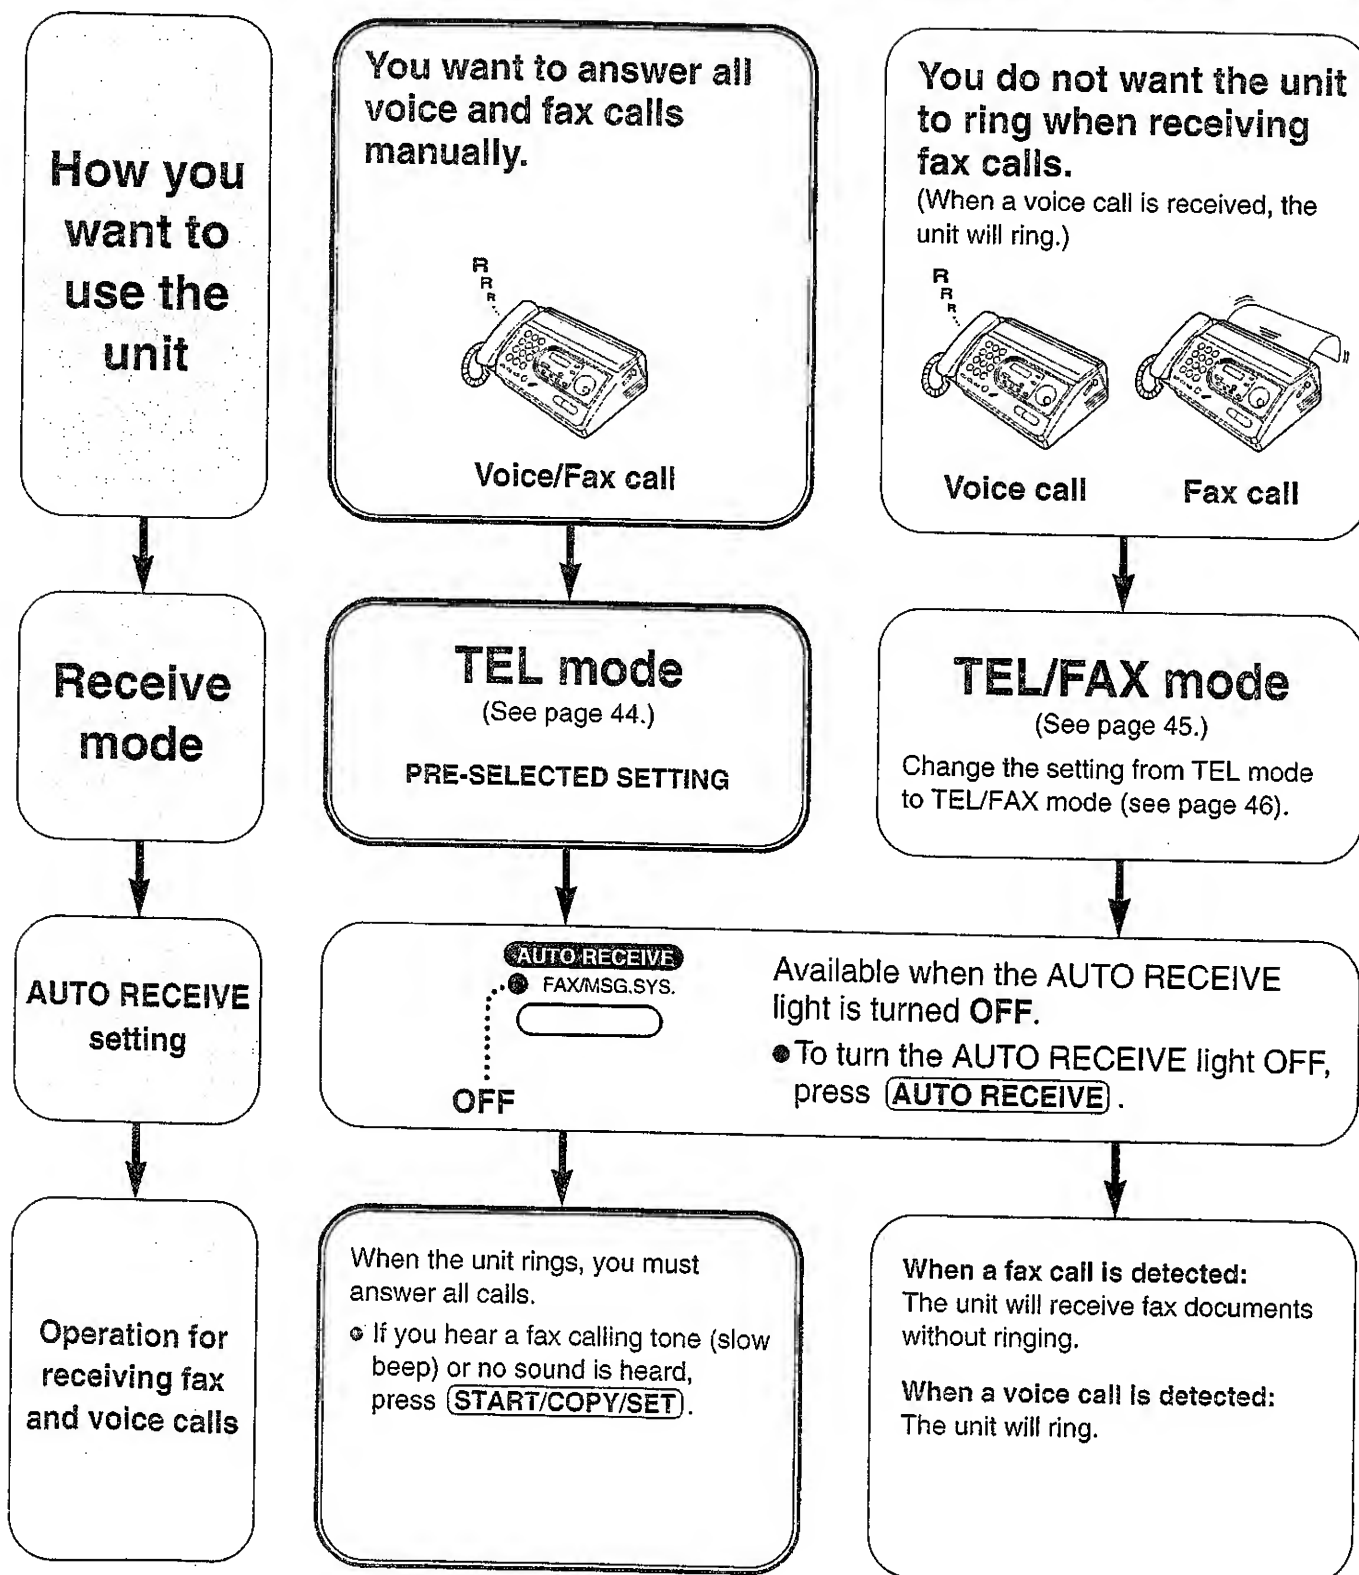 How you
want to
use the
unit
You want to answer all
voice and fax calls
manually.
R
R
R
Voice/Fax call
You do not want the unit
to ring when receiving
fax calls.
(When a voice call is received, the
unit will ring.)
R
R
R
Voice call
Fax call
Receive
mode
TEL mode
(See page 44.)
PRE-SELECTED SETTING
TEL/FAX mode
(See page 45.)
Change the setting from TEL mode
to TEL/FAX mode (see page 46).
AUTO RECEIVE
setting
AUTO RECEIVE
FAX/MSG.SYS.
OFF
Available when the AUTO RECEIVE
light is turned OFF.
● To turn the AUTO RECEIVE light OFF,
press AUTO RECEIVE .
Operation for
receiving fax
and voice calls
When the unit rings, you must
answer all calls.
● If you hear a fax calling tone (slow
beep) or no sound is heard,
press START/COPY/SET .
When a fax call is detected:
The unit will receive fax documents
without ringing.
When a voice call is detected:
The unit will ring.